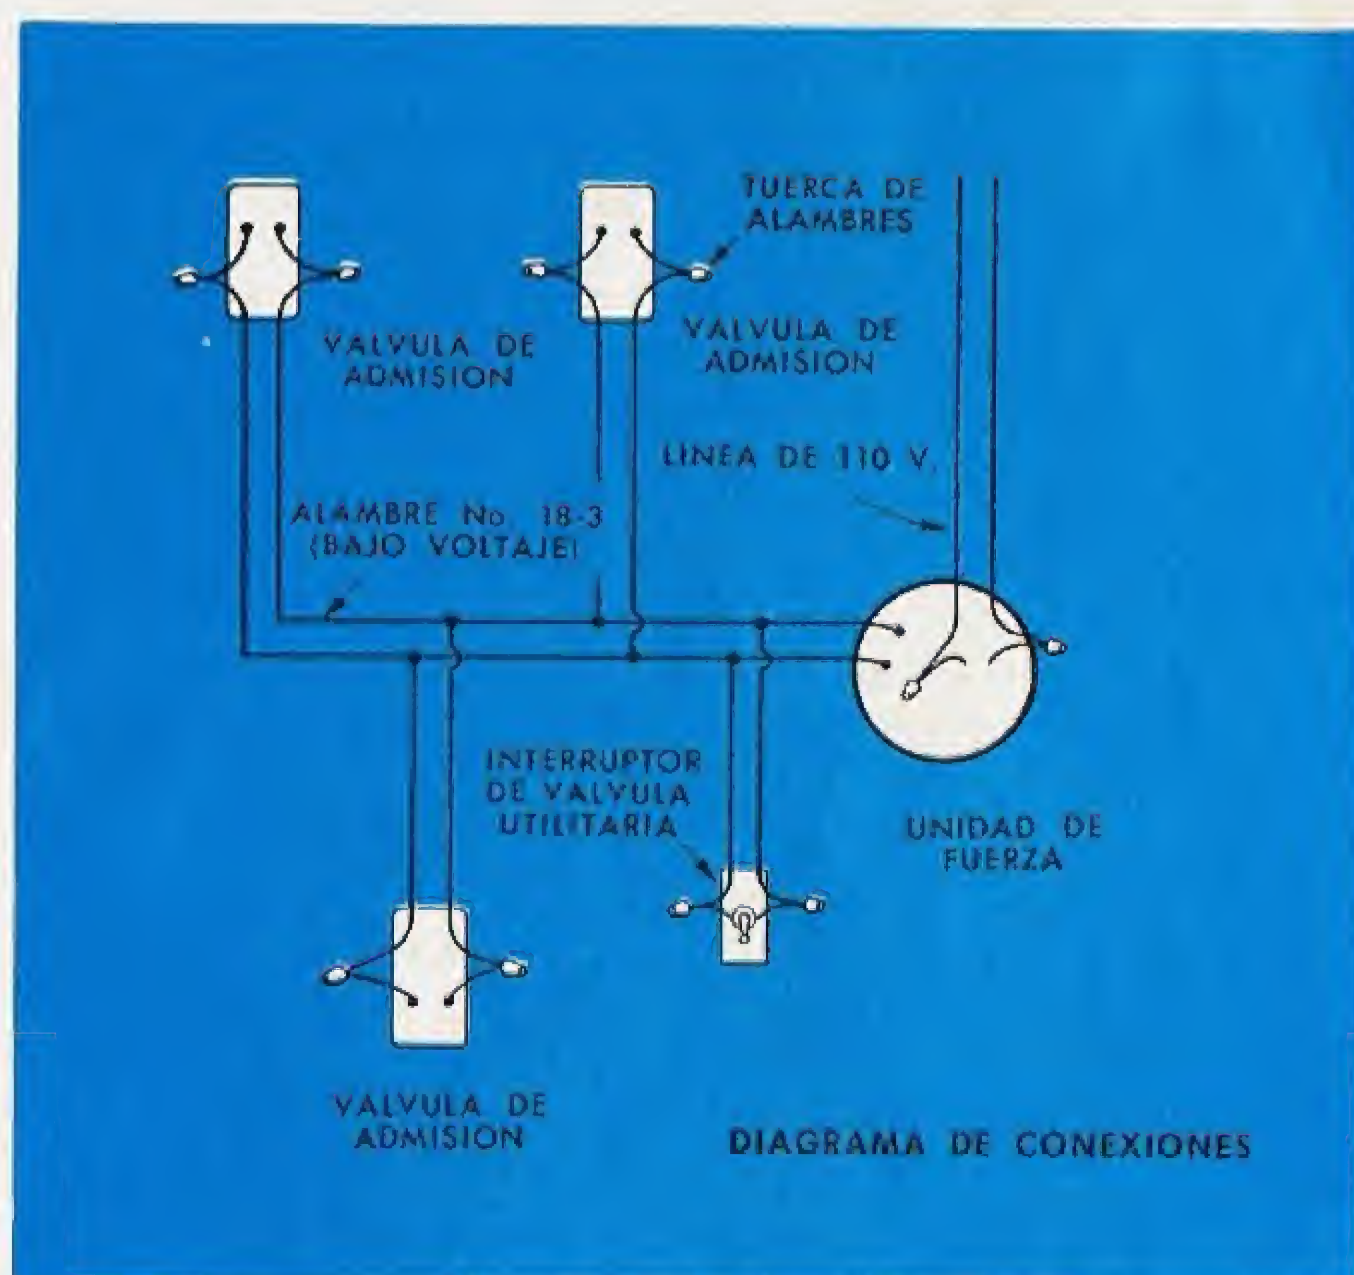 TUERCA DE
ALAMBRES
VALVULA DE
ADMISION
VALVULA DE
ADMISION
LINEA DE 110 V.
ALAMBRE No. 18-3
(BAJO VOLTAJE)
INTERRUPTOR
DE VALVULA
UTILITARIA
UNIDAD DE
FUERZA
VALVULA DE
ADMISION
DIAGRAMA DE CONEXIONES